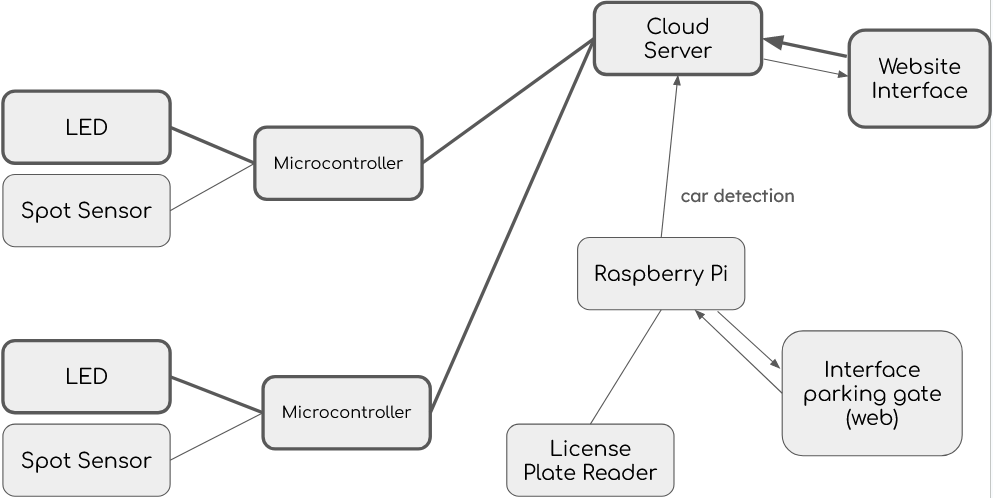 Cloud
Server
Website
Interface
LED
Microcontroller
Spot Sensor
car detection
Raspberry Pi
LED
Microcontroller
Spot Sensor
Interface
parking gate
(web)
License
Plate Reader